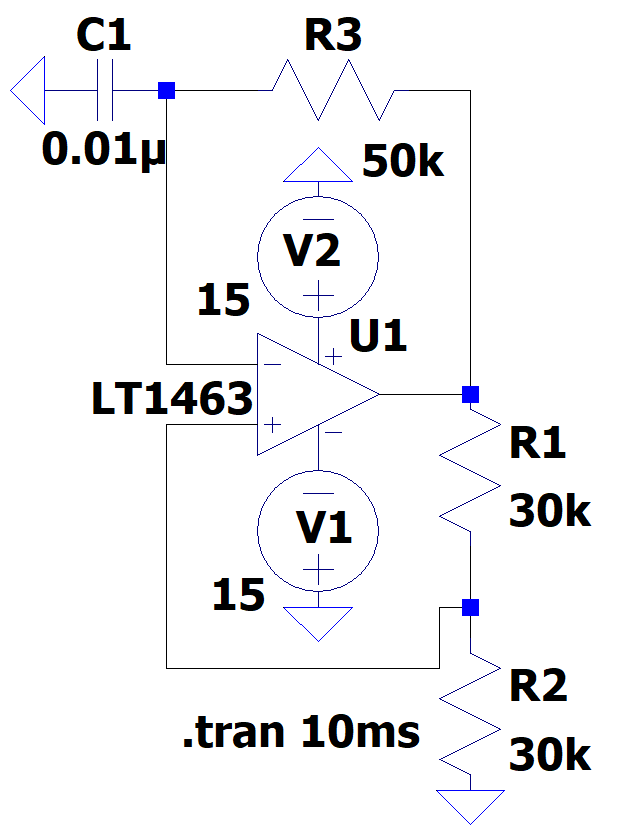 C1
R3
0.01µ
50k
V2
15
U1
LT1463
R1
30k
V1
15
R2
.tran 10ms
30k